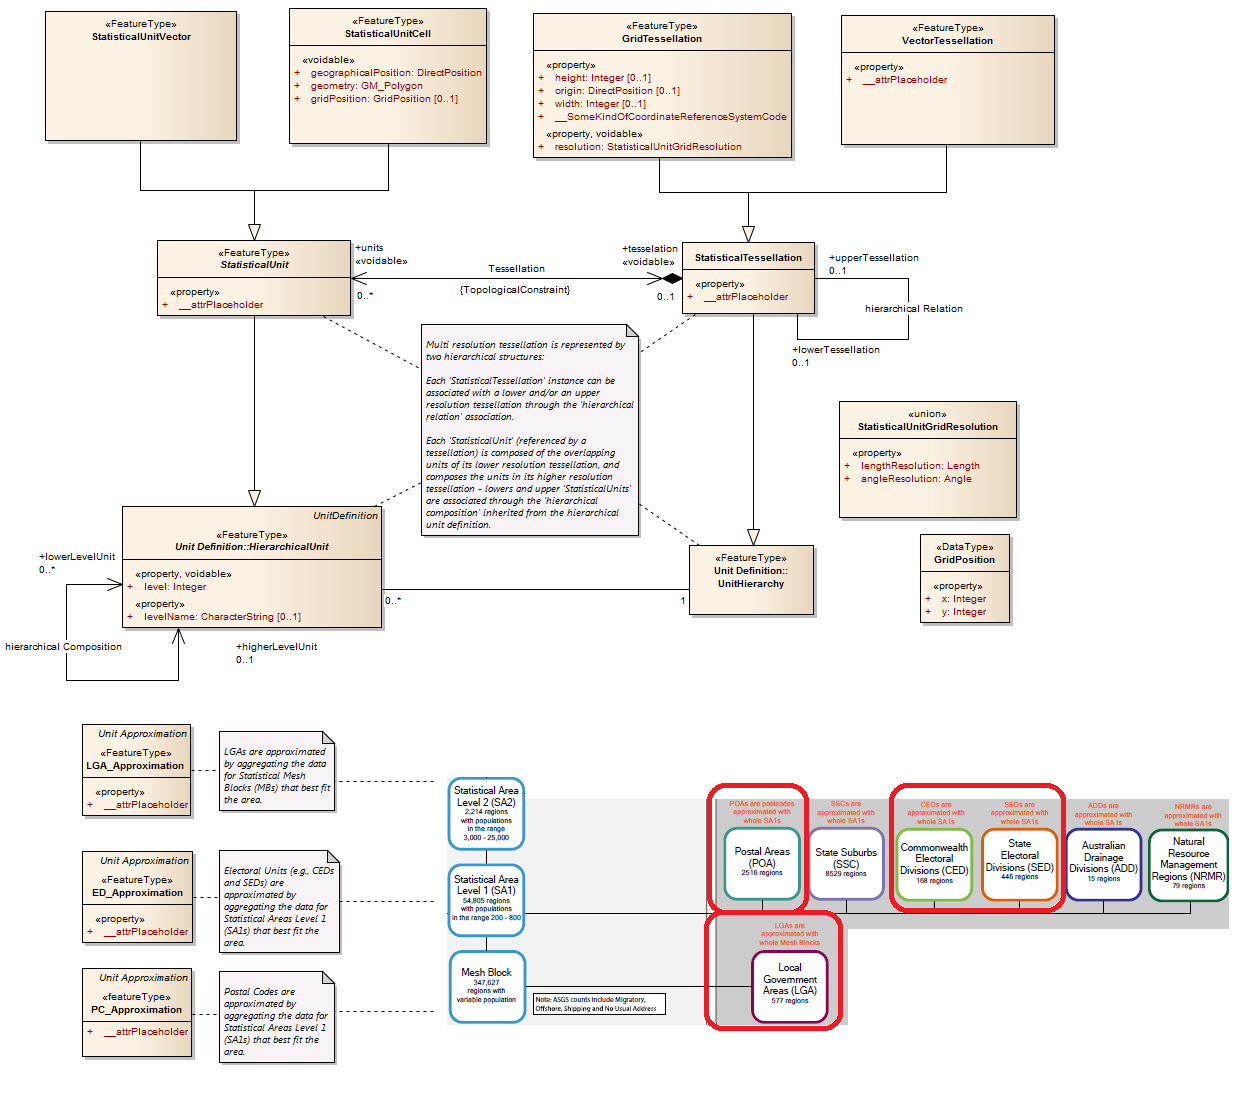 «FeatureType»
StatisticalUnitVector
«FeatureType»
StatisticalUnitCell
«voidable»
+ geographicalPosition: DirectPosition
+ geometry: GM_Polygon
+ gridPosition: GridPosition [0..1]
«FeatureType»
GridTessellation
«property»
+ height: Integer [0..1]
+ origin: DirectPosition [0..1]
+ width: Integer [0..1]
+ __SomeKindOfCoordinateReferenceSystemCode
«property, voidable»
+ resolution: StatisticalUnitGridResolution
«FeatureType»
VectorTessellation
«property»
+ __attrPlaceholder
«FeatureType»
StatisticalUnit
«property»
+ __attrPlaceholder
+units
«voidable»
0..*
Tessellation
{TopologicalConstraint}
+tesselation
«voidable»
0..1
StatisticalTessellation
«property»
+ __attrPlaceholder
+upperTessellation
0..1
hierarchical Relation
+lowerTessellation
0..1
Multi resolution tessellation is represented by
two hierarchical structures:
Each 'StatisticalTessellation' instance can be
associated with a lower and/or an upper
resolution tessellation through the 'hierarchical
relation' association.
Each 'StatisticalUnit' (referenced by a
tessellation) is composed of the overlapping
units of its lower resolution tessellation, and
composes the units in its higher resolution
tessellation - lowers and upper 'StatisticalUnits'
are associated through the 'hierarchical
composition' inherited from the hierarchical
unit definition.
«union»
StatisticalUnitGridResolution
«property»
+ lengthResolution: Length
+ angleResolution: Angle
UnitDefinition
«FeatureType»
Unit Definition::HierarchicalUnit
«property, voidable»
+ level: Integer
«property»
+ levelName: CharacterString [0..1]
+lowerLevelUnit
0..*
hierarchical Composition
+higherLevelUnit
0..1
0..*
1
«FeatureType»
Unit Definition::
UnitHierarchy
«DataType»
GridPosition
«property»
+ x: Integer
+ y: Integer
Unit Approximation
«FeatureType»
LGA_Approximation
«property»
+ __attrPlaceholder
LGAs are approximated
by aggregating the data
for Statistical Mesh
Blocks (MBs) that best fit
the area.
Unit Approximation
«FeatureType»
ED_Approximation
«property»
+ __attrPlaceholder
Electoral Units (e.g., CEDs
and SEDs) are
approximated by
aggregating the data for
Statistical Areas Level 1
(SA1s) that best fit the
area.
Unit Approximation
«featureType»
PC_Approximation
+ __attrPlaceholder
Postal Codes are
approximated by
aggregating the data for
Statistical Areas Level 1
(SA1s) that best fit the
area.
Statistical Area
Level 2 (SA2)
2,214 regions
with populations
in the range
3,000 - 25,000
Statistical Area
Level 1 (SA1)
54,805 regions
with populations
in the range 200 - 800
Mesh Block
347,627
regions with
variable population
Note: ASGS counts include Migratory,
Offshore, Shipping and No Usual Address
POAs are postcodes
approximated with
whole SA1s
Postal Areas
(POA)
2516 regions
SSCs are
approximated with
whole SA1s
State Suburbs
(SSC)
8529 regions
CEDs are
approximated with
whole SA1s
Commonwealth
Electoral
Divisions (CED)
168 regions
SEDs are
approximated with
whole SA1s
State
Electoral
Divisions (SED)
446 regions
ADDs are
approximated with
whole SA1s
Australian
Drainage
Divisions (ADD)
15 regions
NRMRs are
approximated with
whole SA1s
Natural
Resource
Management
Regions (NRMR)
79 regions
LGAs are
approximated with
whole Mesh Blocks
Local
Government
Areas (LGA)
577 regions